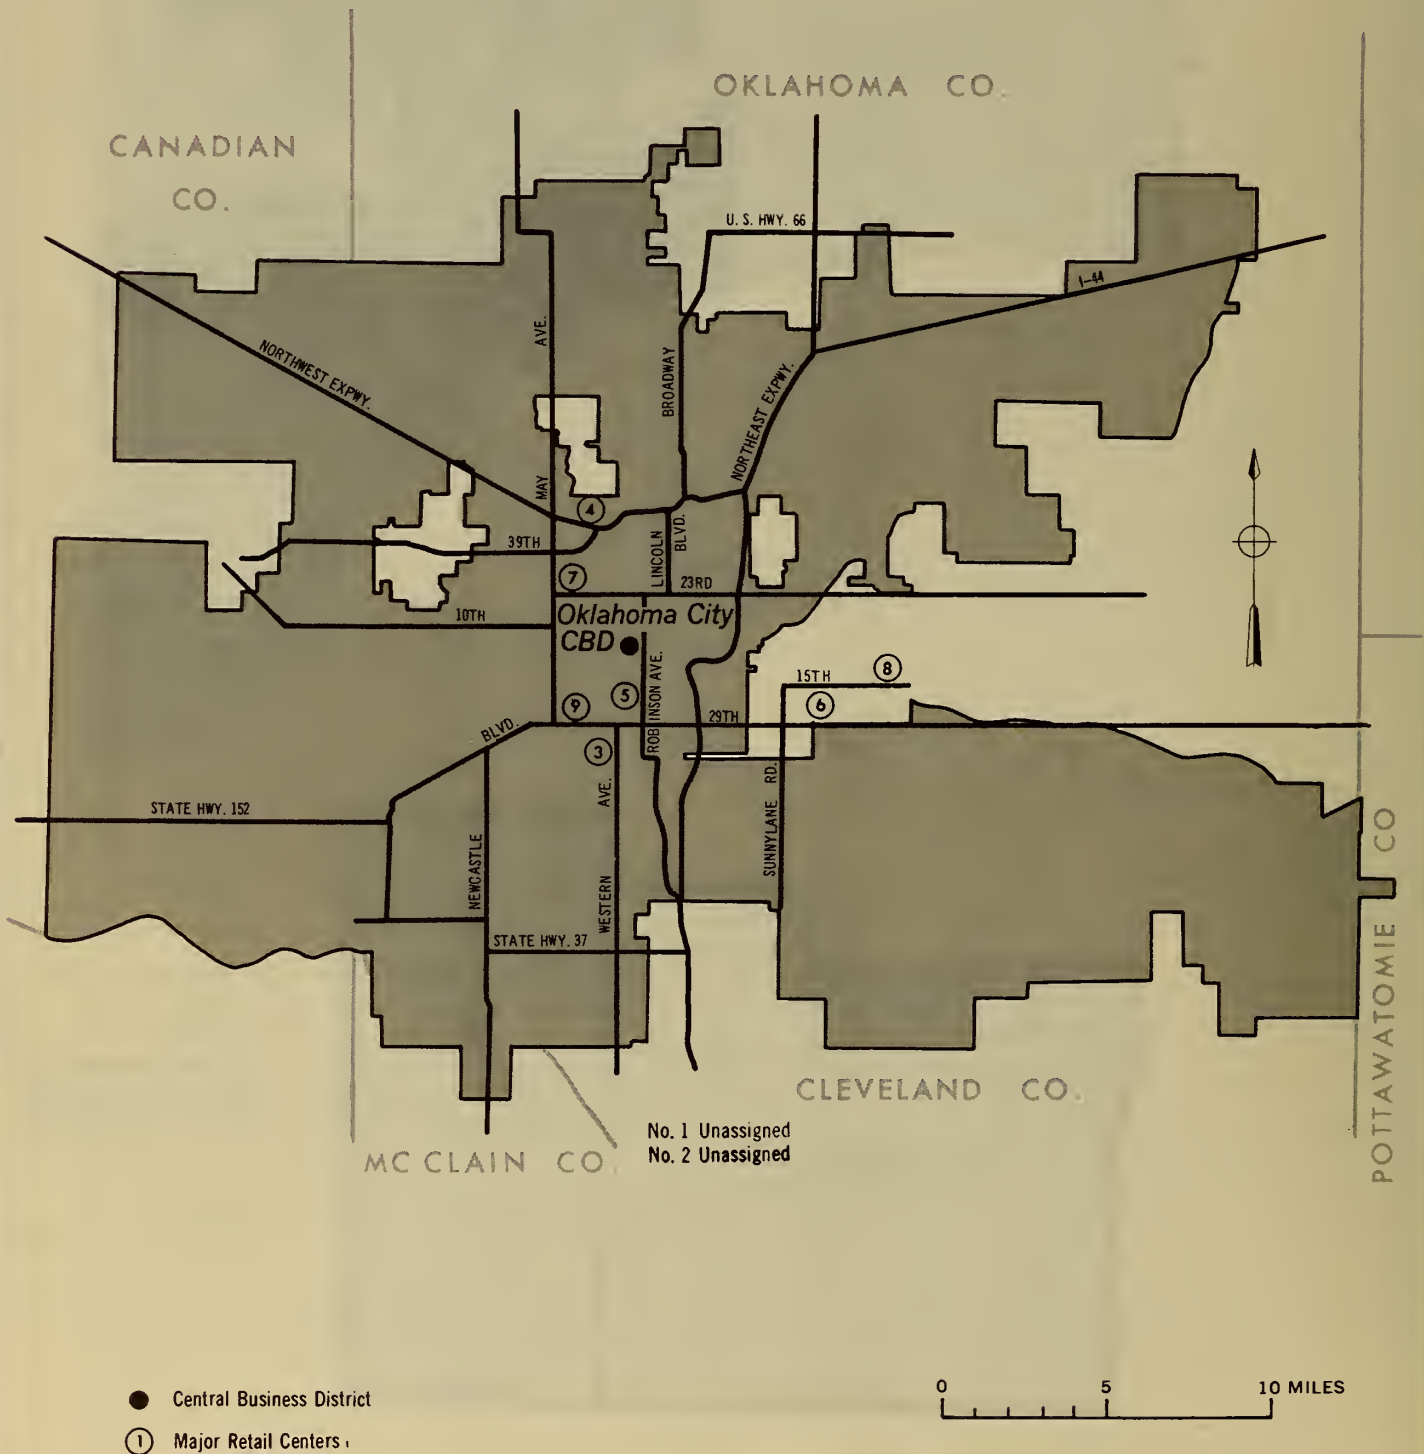 OKLAHOMA CO.
CANADIAN
CO.
U. S. HWY. 66
I-44
AVE.
NORTHWEST EXPWY.
BROADWAY
NORTHEAST EXPWY.
MAY
4
39TH
LINCOLN
BLVD.
7
23RD
10TH
Oklahoma City
CBD
ROBINSON AVE.
15TH
8
5
9
6
29TH
BLVD.
3
RD.
AVE.
STATE HWY. 152
SUNNYLANE
NEWCASTLE
WESTERN
STATE HWY. 37
POTTAWATOMIE CO
CLEVELAND CO.
No. 1 Unassigned
No. 2 Unassigned
MC CLAIN CO.
0 5 10 MILES
Central Business District
1 Major Retail Centers